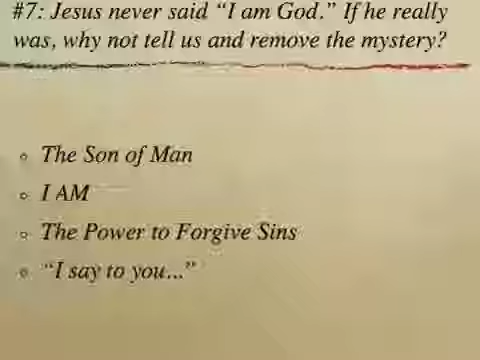 #7: Jesus never said “I am God.” If he really
was, why not tell us and remove the mystery?
The Son of Man
I AM
The Power to Forgive Sins
“I say to you...”